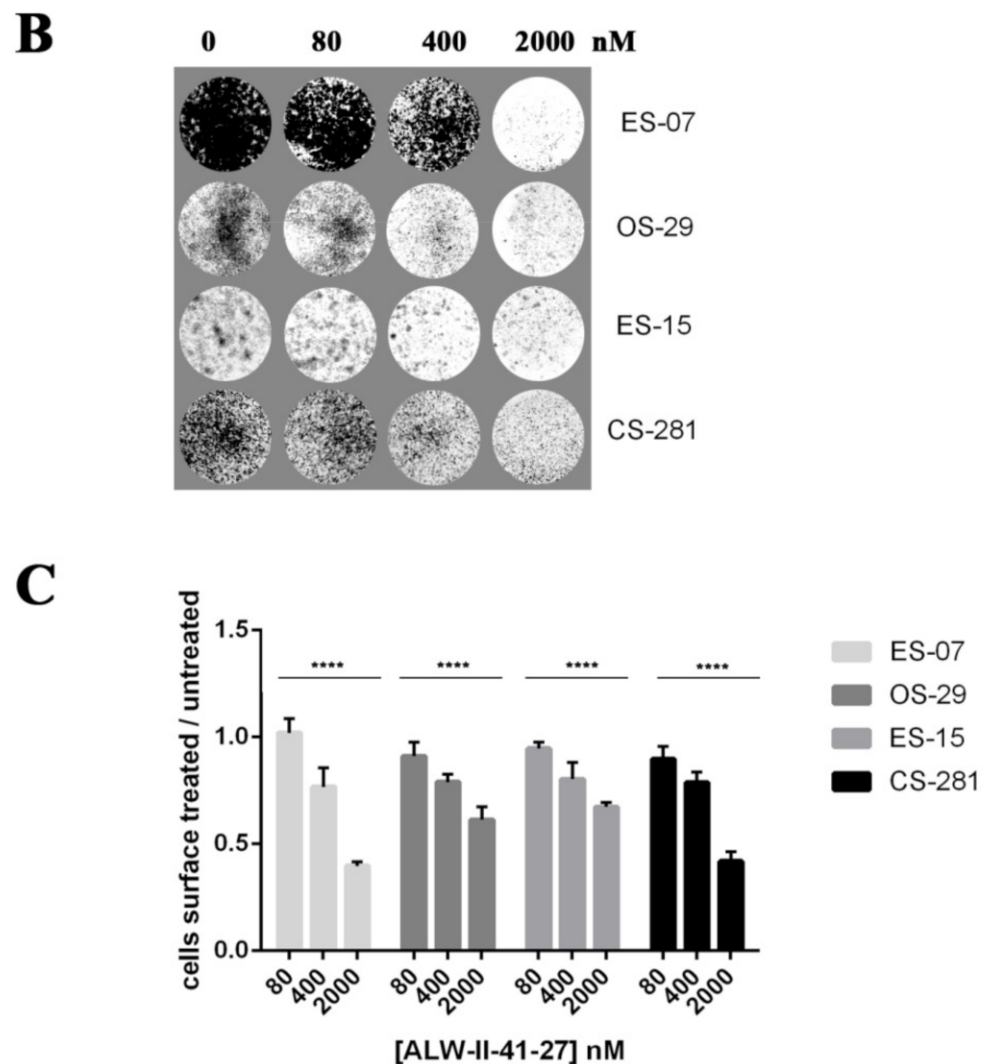 B
0 80 400 2000 nM
ES-07
OS-29
ES-15
CS-281
C
cells surface treated / untreated
1.5
1.0
0.5
0.0
**** **** **** ****
80 400 2000 80 400 2000 80 400 2000 80 400 2000
[ALW-II-41-27] nM
ES-07
OS-29
ES-15
CS-281